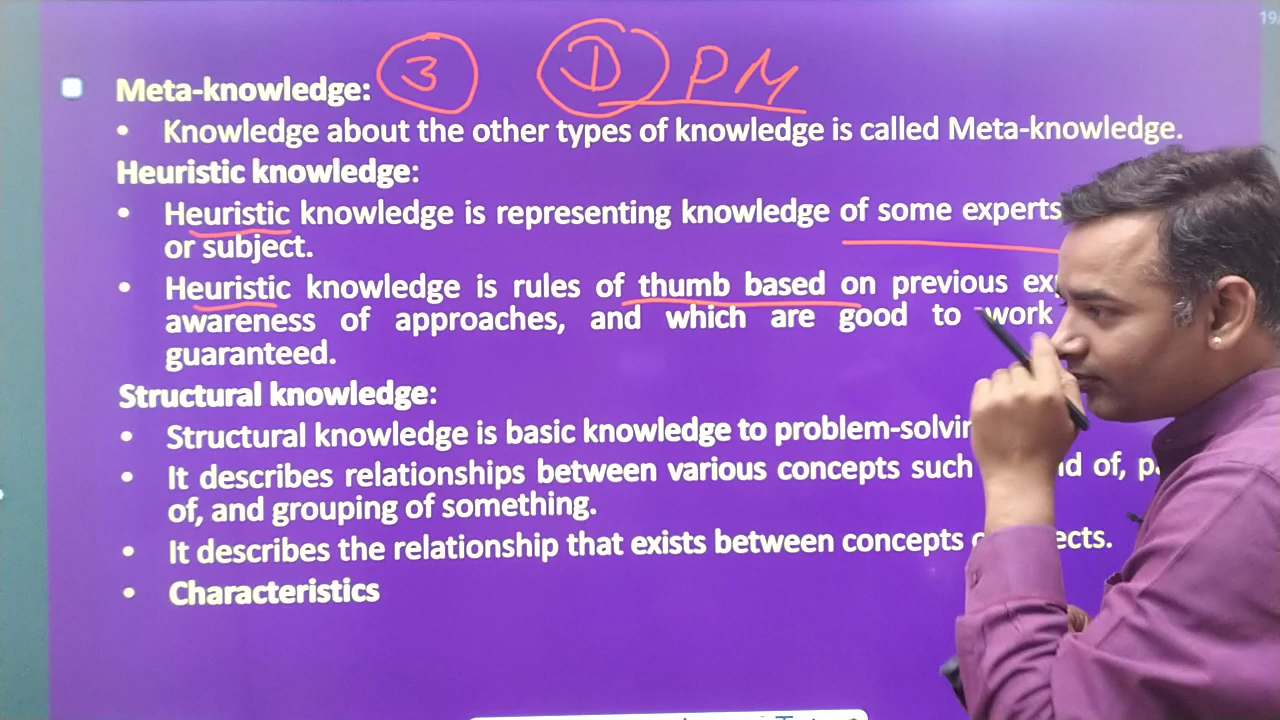 19
3 D PM
Meta-knowledge:
• Knowledge about the other types of knowledge is called Meta-knowledge.
Heuristic knowledge:
• Heuristic knowledge is representing knowledge of some experts
or subject.
• Heuristic knowledge is rules of thumb based on previous
awareness of approaches, and which are good to work
guaranteed.
Structural knowledge:
• Structural knowledge is basic knowledge to
• It describes relationships between various concepts such of,
of, and grouping of something.
• It describes the relationship that exists between concepts
• Characteristics